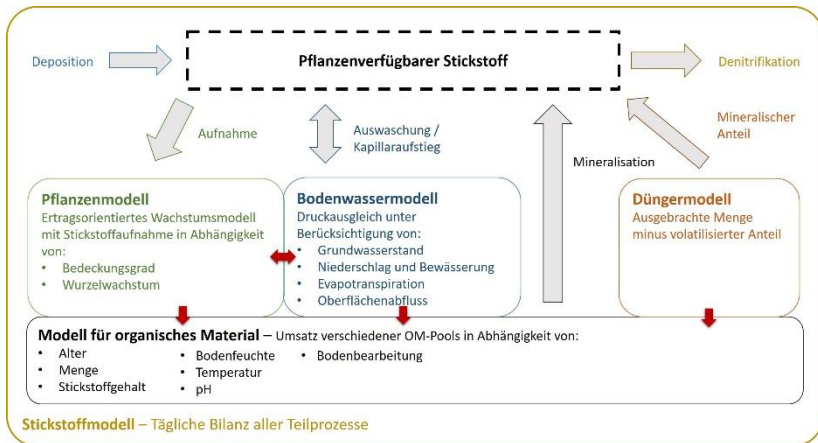 Pflanzenverfügbarer Stickstoff
Deposition
Denitrifikation
Aufnahme
Auswaschung /
Kapillaraufstieg
Mineralisation
Mineralischer
Anteil
Pflanzenmodell
Ertragsorientiertes Wachstumsmodell
mit Stickstoffaufnahme in Abhängigkeit
von:
• Bedeckungsgrad
• Wurzelwachstum
Bodenwassermodell
Druckausgleich unter
Berücksichtigung von:
• Grundwasserstand
• Niederschlag und Bewässerung
• Evapotranspiration
• Oberflächenabfluss
Düngermodell
Ausgebrachte Menge
minus volatilisierter Anteil
Modell für organisches Material – Umsatz verschiedener OM-Pools in Abhängigkeit von:
• Alter
• Menge
• Stickstoffgehalt
• Bodenfeuchte
• Temperatur
• pH
• Bodenbearbeitung
Stickstoffmodell – Tägliche Bilanz aller Teilprozesse